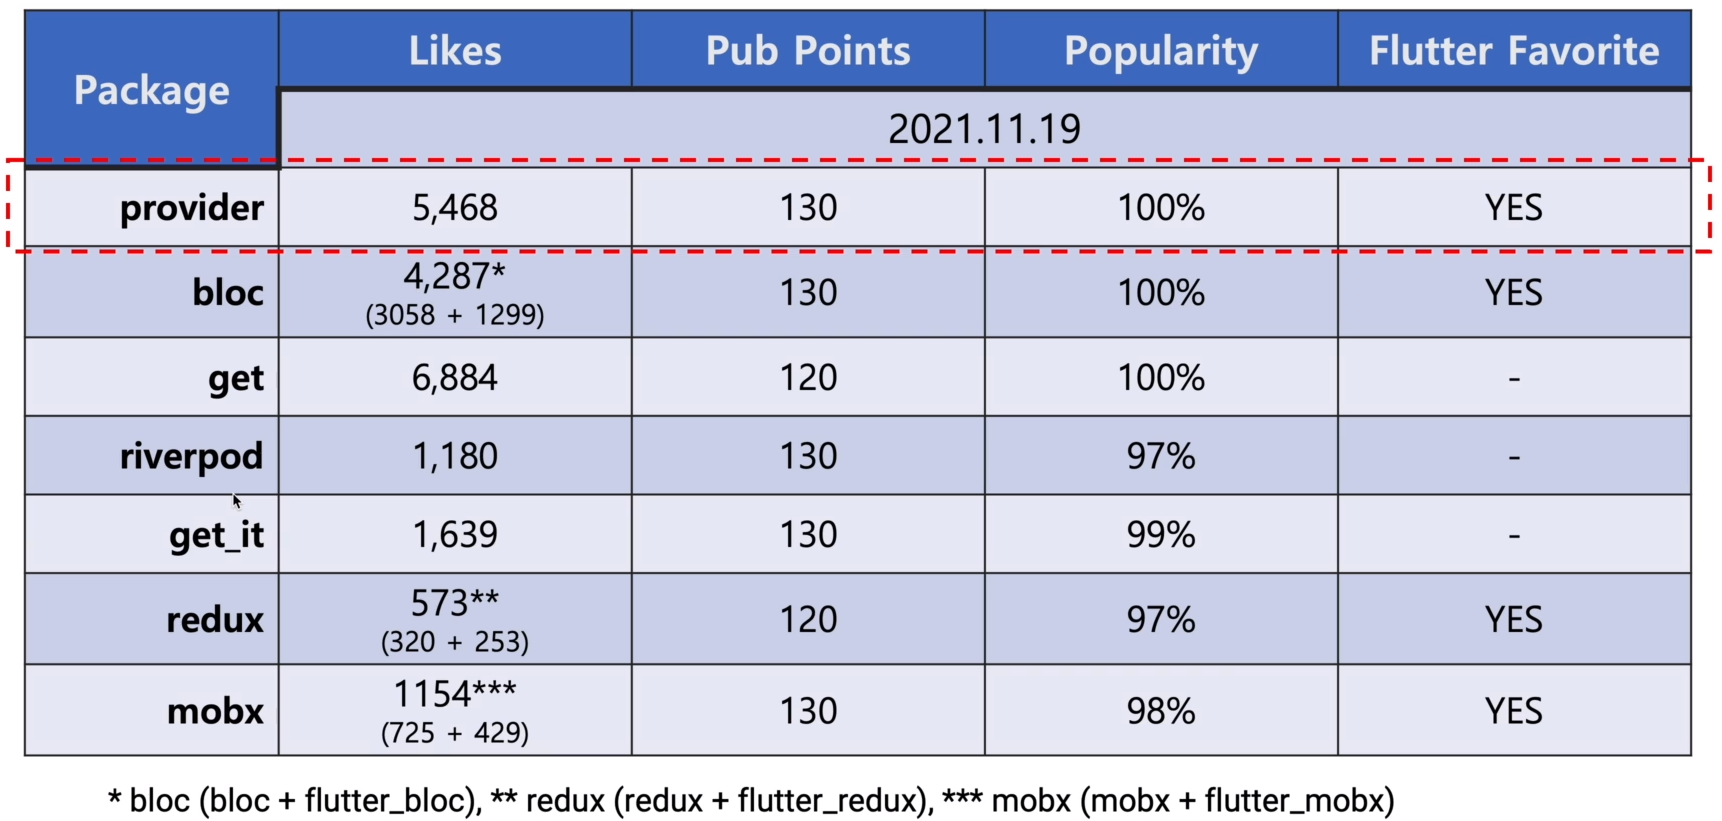 Package Likes Pub Points Popularity Flutter Favorite
2021.11.19
provider 5,468 130 100% YES
bloc 4,287* 130 100% YES
(3058 + 1299)
get 6,884 120 100% -
riverpod 1,180 130 97% -
get_it 1,639 130 99% -
redux 573** 120 97% YES
(320 + 253)
mobx 1154*** 130 98% YES
(725 + 429)
* bloc (bloc + flutter_bloc), ** redux (redux + flutter_redux), *** mobx (mobx + flutter_mobx)